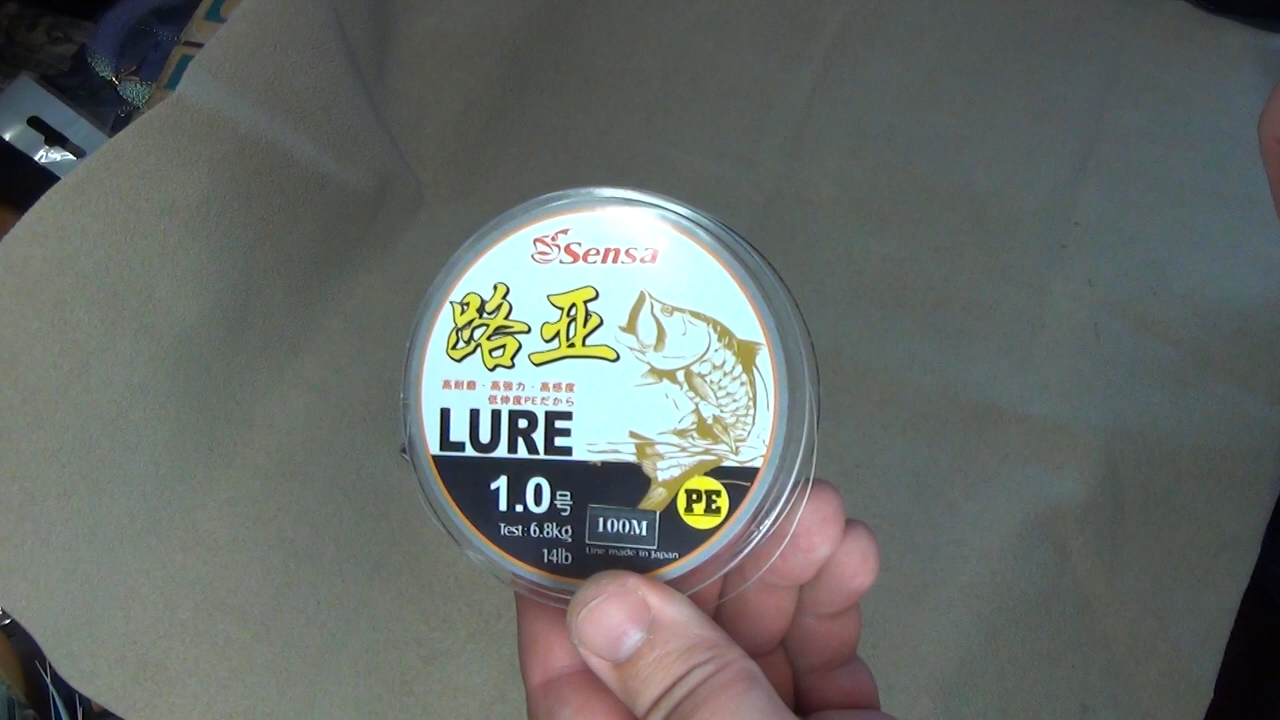 Sensa
路亚
高耐磨・高強力・高感度
低伸度PEだから
LURE
1.0号
PE
Test: 6.8kg
100M
14lb
Line made in Japan